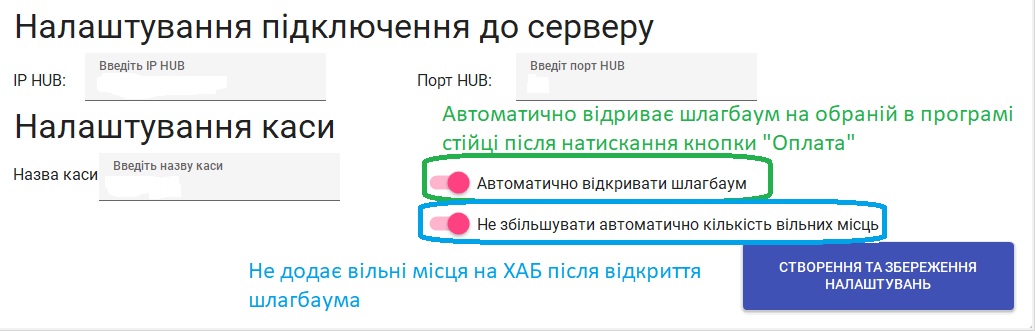 Налаштування підключення до серверу
IP HUB:
Введіть IP HUB
Порт HUB:
Введіт порт HUB
Автоматично відриває шлагбаум на обраній в програмі
стійці після натискання кнопки "Оплата"
Налаштування каси
Назва каси
Введіть назву каси
Автоматично відкривати шлагбаум
Не збільшувати автоматично кількість вільних місць
Не додає вільні місця на ХАБ після відкриття
шлагбаума
СТВОРЕННЯ ТА ЗБЕРЕЖЕННЯ
НАЛАШТУВАНЬ